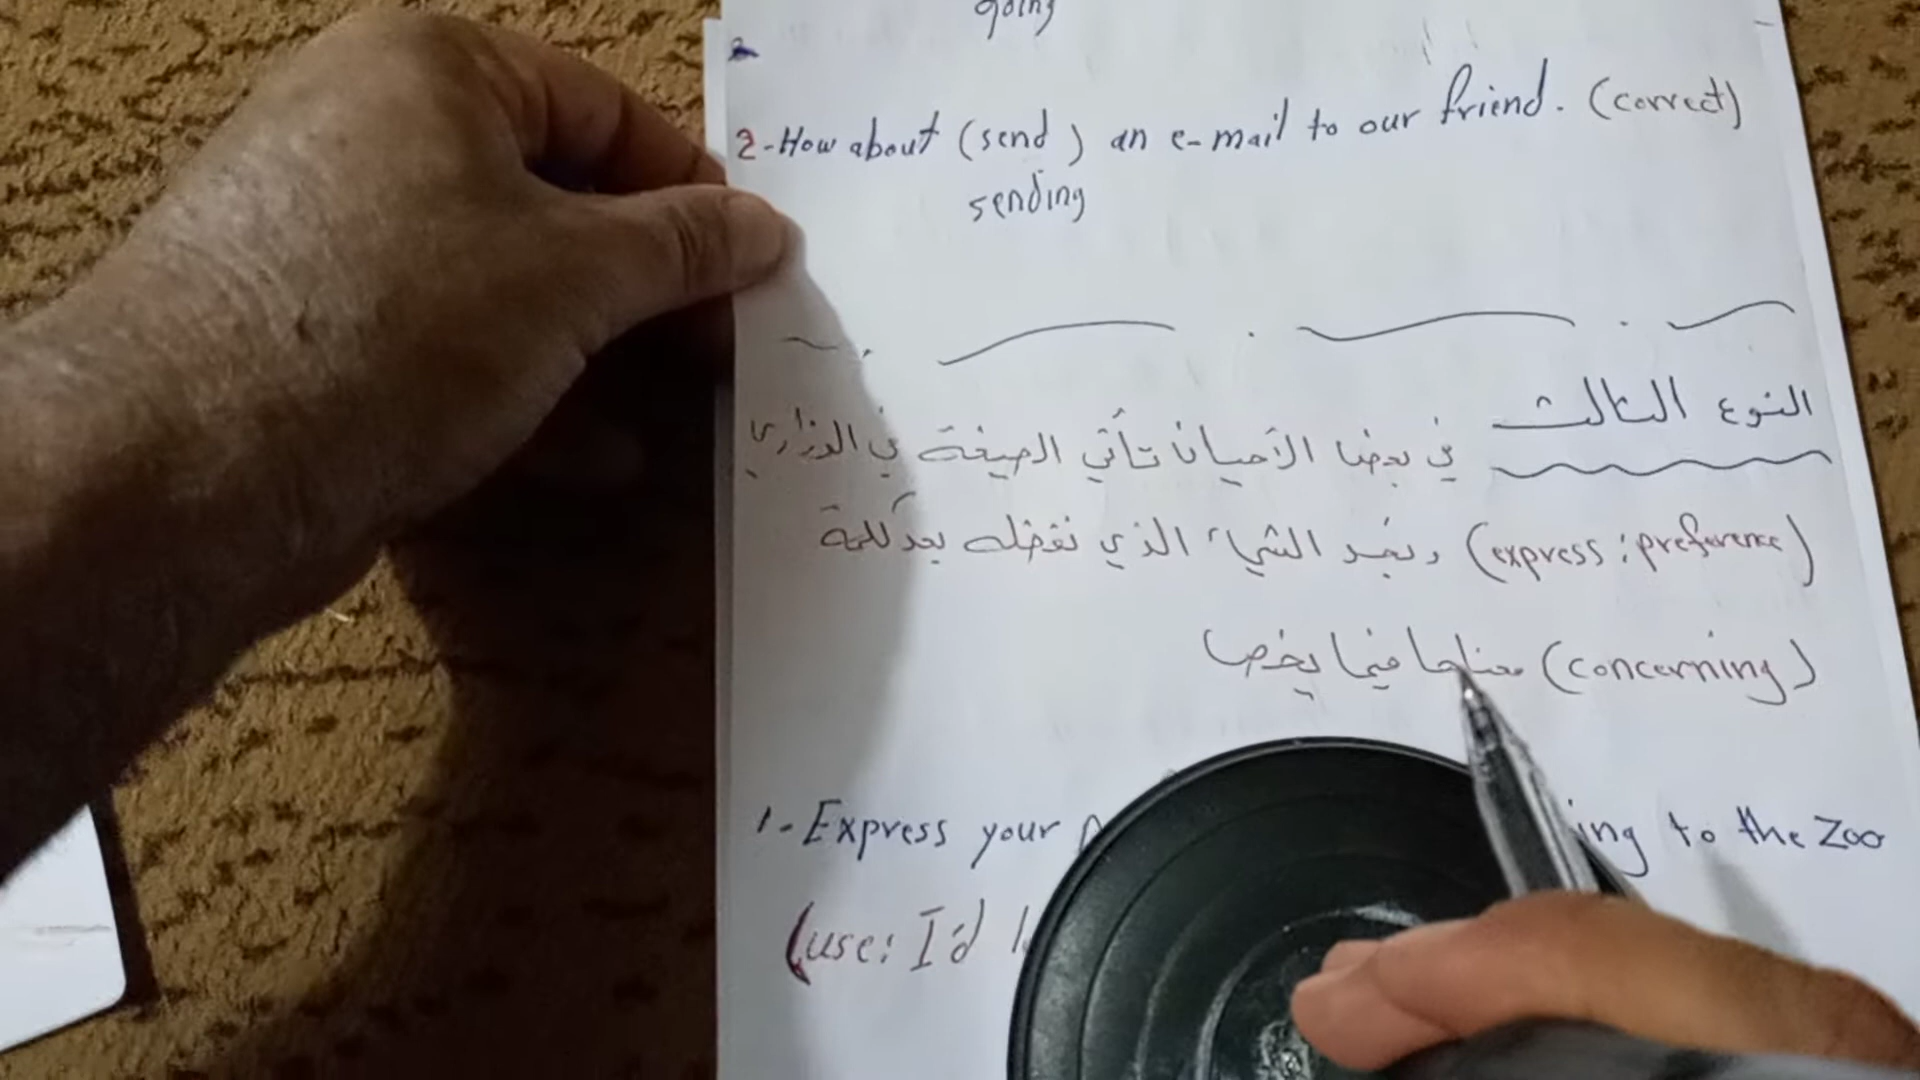 going
2-How about (send) an e-mail to our friend. (correct)
sending
النوع الثالث في بعض الأحيان تأتي الصيغة في الوزاري
(express : preference) ونجد الشيء الذي نفضله بعد كلمة
(concerning) معناها فيما يخص
1- Express your ing to the Zoo
(use: I'd